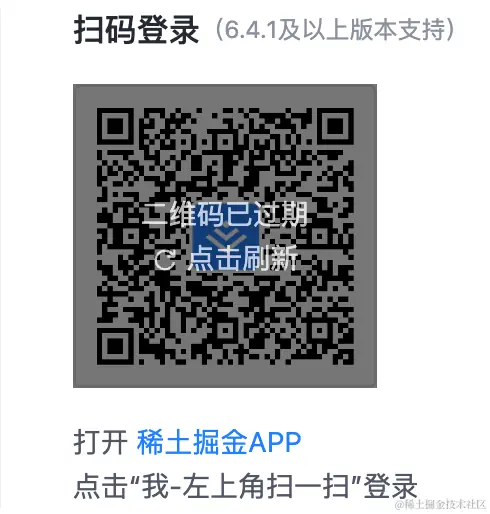 扫码登录（6.4.1及以上版本支持）
二维码已过期
点击刷新
打开 稀土掘金APP
点击“我-左上角扫一扫”登录
@稀土掘金技术社区